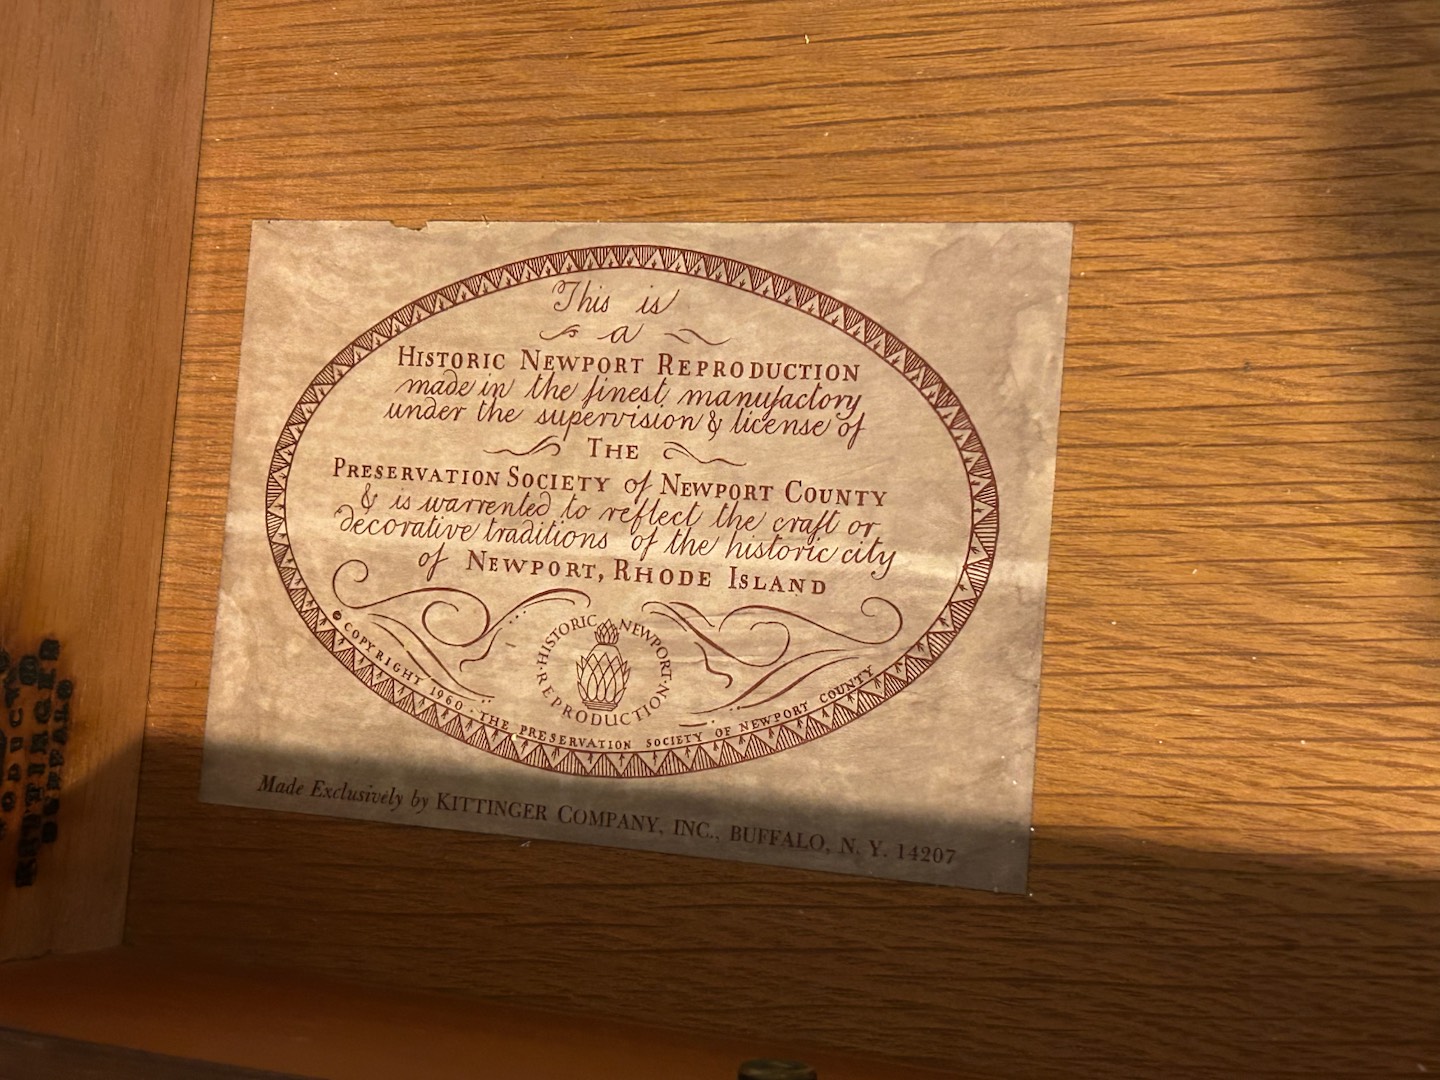 This is
a
HISTORIC NEWPORT REPRODUCTION
made in the finest manufactory
under the supervision & license of
THE
PRESERVATION SOCIETY of NEWPORT COUNTY
& is warrented to reflect the craft or
decorative traditions of the historic city
of NEWPORT, RHODE ISLAND
HISTORIC NEWPORT
· REPRODUCTION ·
© COPYRIGHT 1960 · THE PRESERVATION SOCIETY OF NEWPORT COUNTY
Made Exclusively by KITTINGER COMPANY, INC., BUFFALO, N. Y. 14207
KITTINGER
BUFFALO